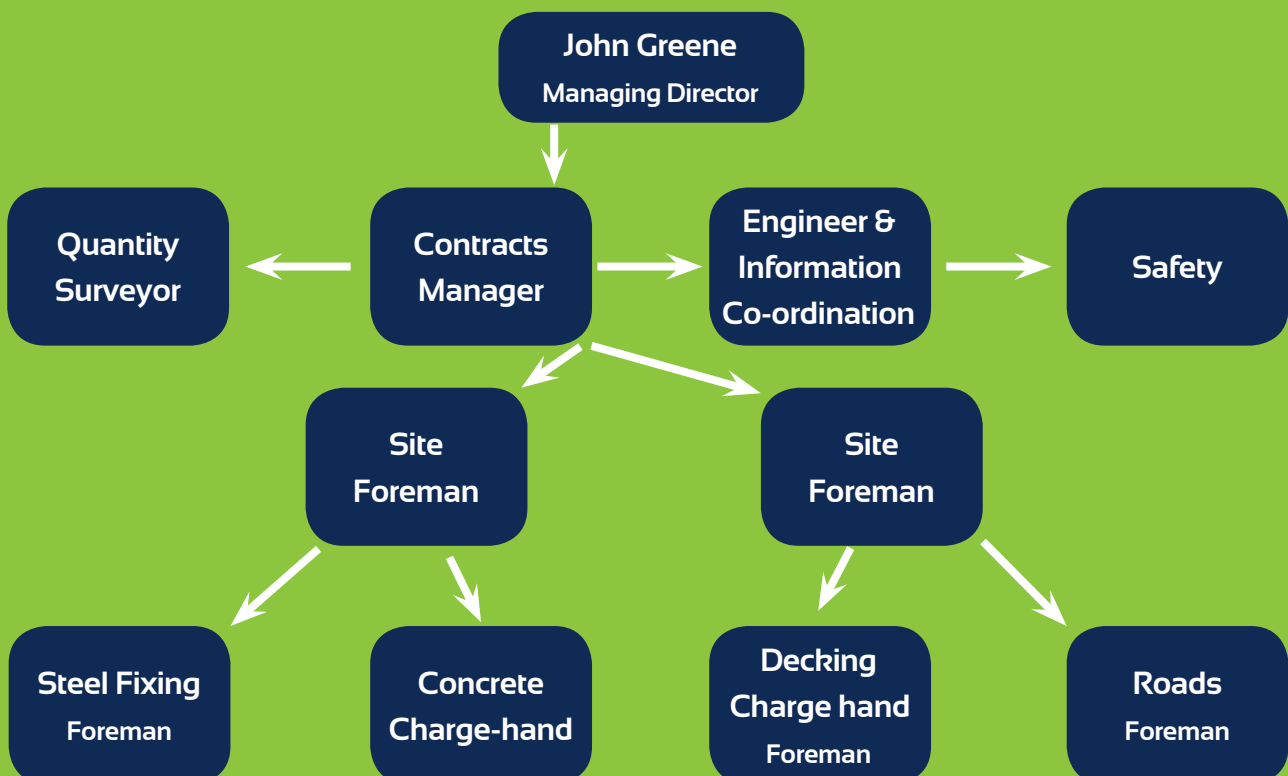 John Greene
Managing Director
Quantity
Surveyor
Contracts
Manager
Engineer &
Information
Co-ordination
Safety
Site
Foreman
Site
Foreman
Steel Fixing
Foreman
Concrete
Charge-hand
Decking
Charge hand
Foreman
Roads
Foreman